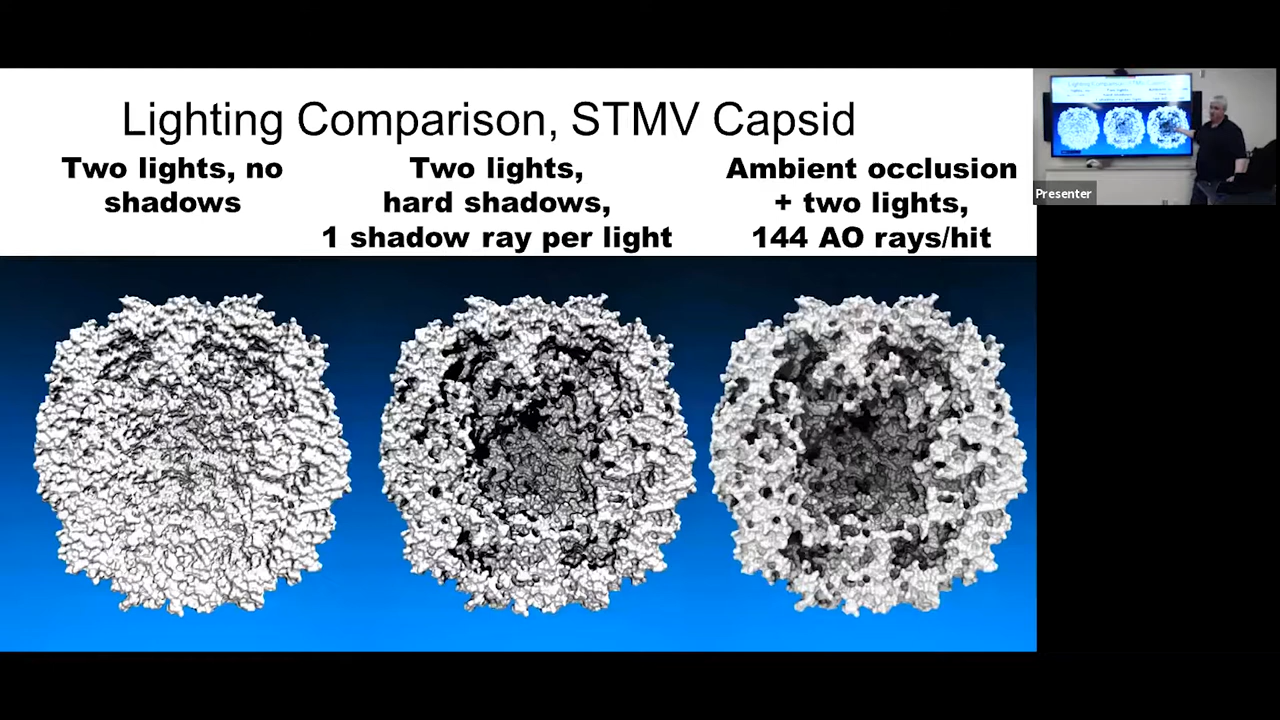 Lighting Comparison, STMV Capsid
Two lights, no
shadows
Two lights,
hard shadows,
1 shadow ray per light
Ambient occlusion
+ two lights,
144 AO rays/hit
Presenter